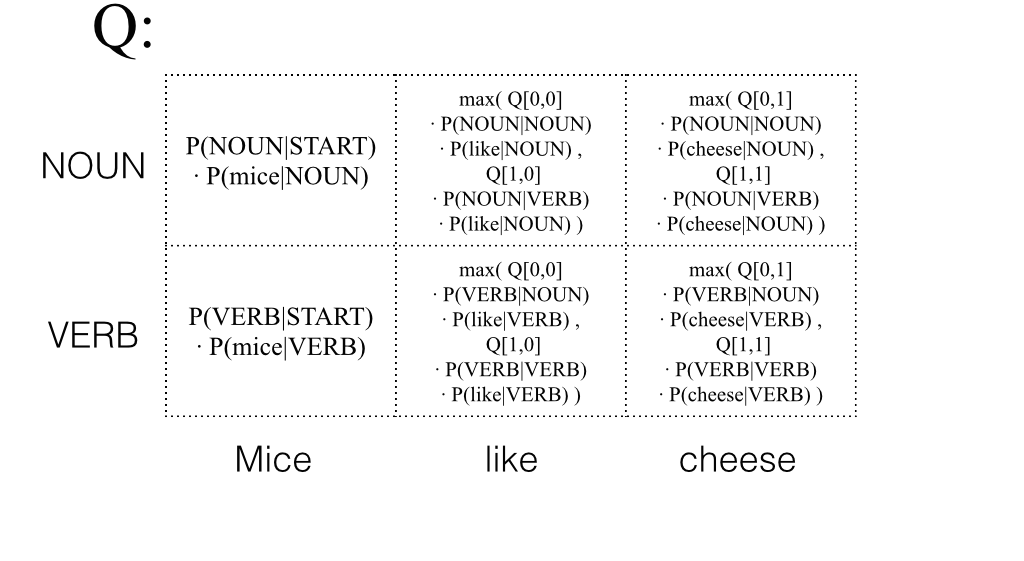 Q:
NOUN
P(NOUN|START)
· P(mice|NOUN)
max( Q[0,0]
· P(NOUN|NOUN)
· P(like|NOUN) ,
Q[1,0]
· P(NOUN|VERB)
· P(like|NOUN) )
max( Q[0,1]
· P(NOUN|NOUN)
· P(cheese|NOUN) ,
Q[1,1]
· P(NOUN|VERB)
· P(cheese|NOUN) )
VERB
P(VERB|START)
· P(mice|VERB)
max( Q[0,0]
· P(VERB|NOUN)
· P(like|VERB) ,
Q[1,0]
· P(VERB|VERB)
· P(like|VERB) )
max( Q[0,1]
· P(VERB|NOUN)
· P(cheese|VERB) ,
Q[1,1]
· P(VERB|VERB)
· P(cheese|VERB) )
Mice
like
cheese